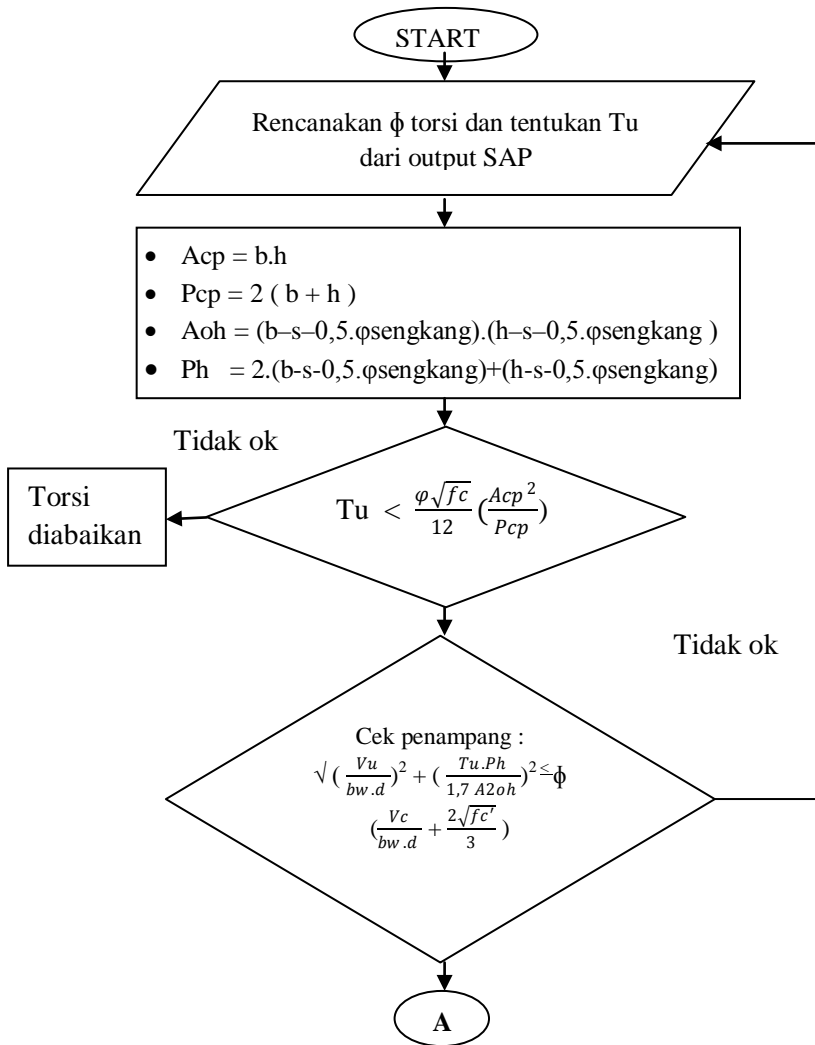 START
Rencanakan ϕ torsi dan tentukan Tu
dari output SAP
• Acp = b.h
• Pcp = 2 ( b + h )
• Aoh = (b–s–0,5.φsengkang).(h–s–0,5.φsengkang )
• Ph = 2.(b-s-0,5.φsengkang)+(h-s-0,5.φsengkang)
Tidak ok
Torsi
diabaikan
Tu < φ√fc/12 (Acp²/Pcp)
Tidak ok
Cek penampang :
√ ( Vu/bw.d )² + ( Tu.Ph/1,7 A2oh )² ≤ ϕ
( Vc/bw.d + 2√fc'/3 )
A